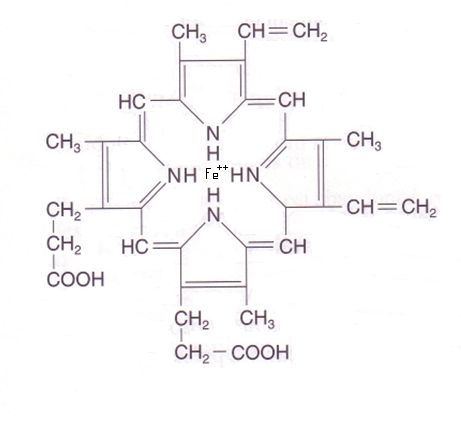 CH3 CH=CH2
HC CH
N
CH3 H CH3
NH Fe++ HN
H
CH2 N CH=CH2
CH2 HC CH
COOH
CH2 CH3
CH2–COOH